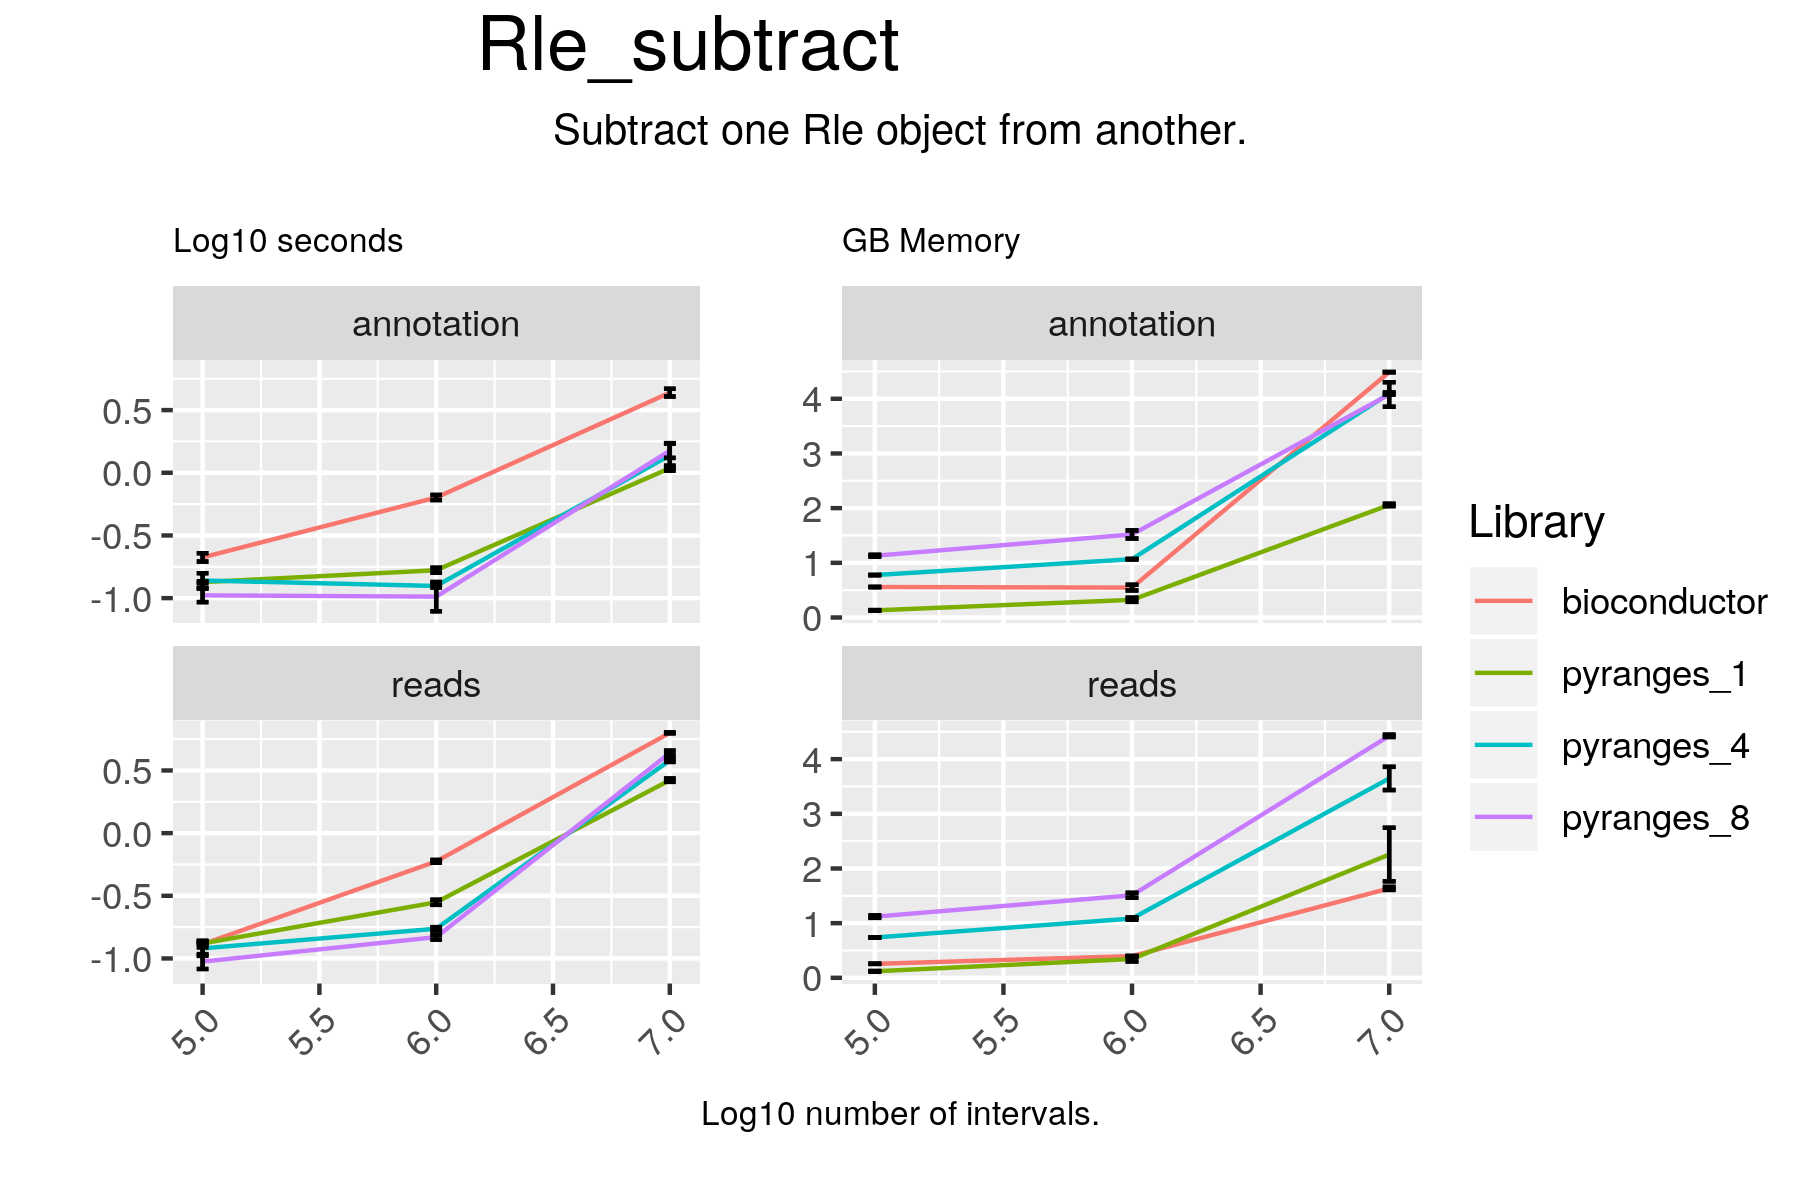 Rle_subtract
Subtract one Rle object from another.
Log10 seconds
annotation
0.5
0.0
-0.5
-1.0
reads
0.5
0.0
-0.5
-1.0
5.0 5.5 6.0 6.5 7.0
GB Memory
annotation
4
3
2
1
0
reads
4
3
2
1
0
5.0 5.5 6.0 6.5 7.0
Log10 number of intervals.
Library
bioconductor
pyranges_1
pyranges_4
pyranges_8